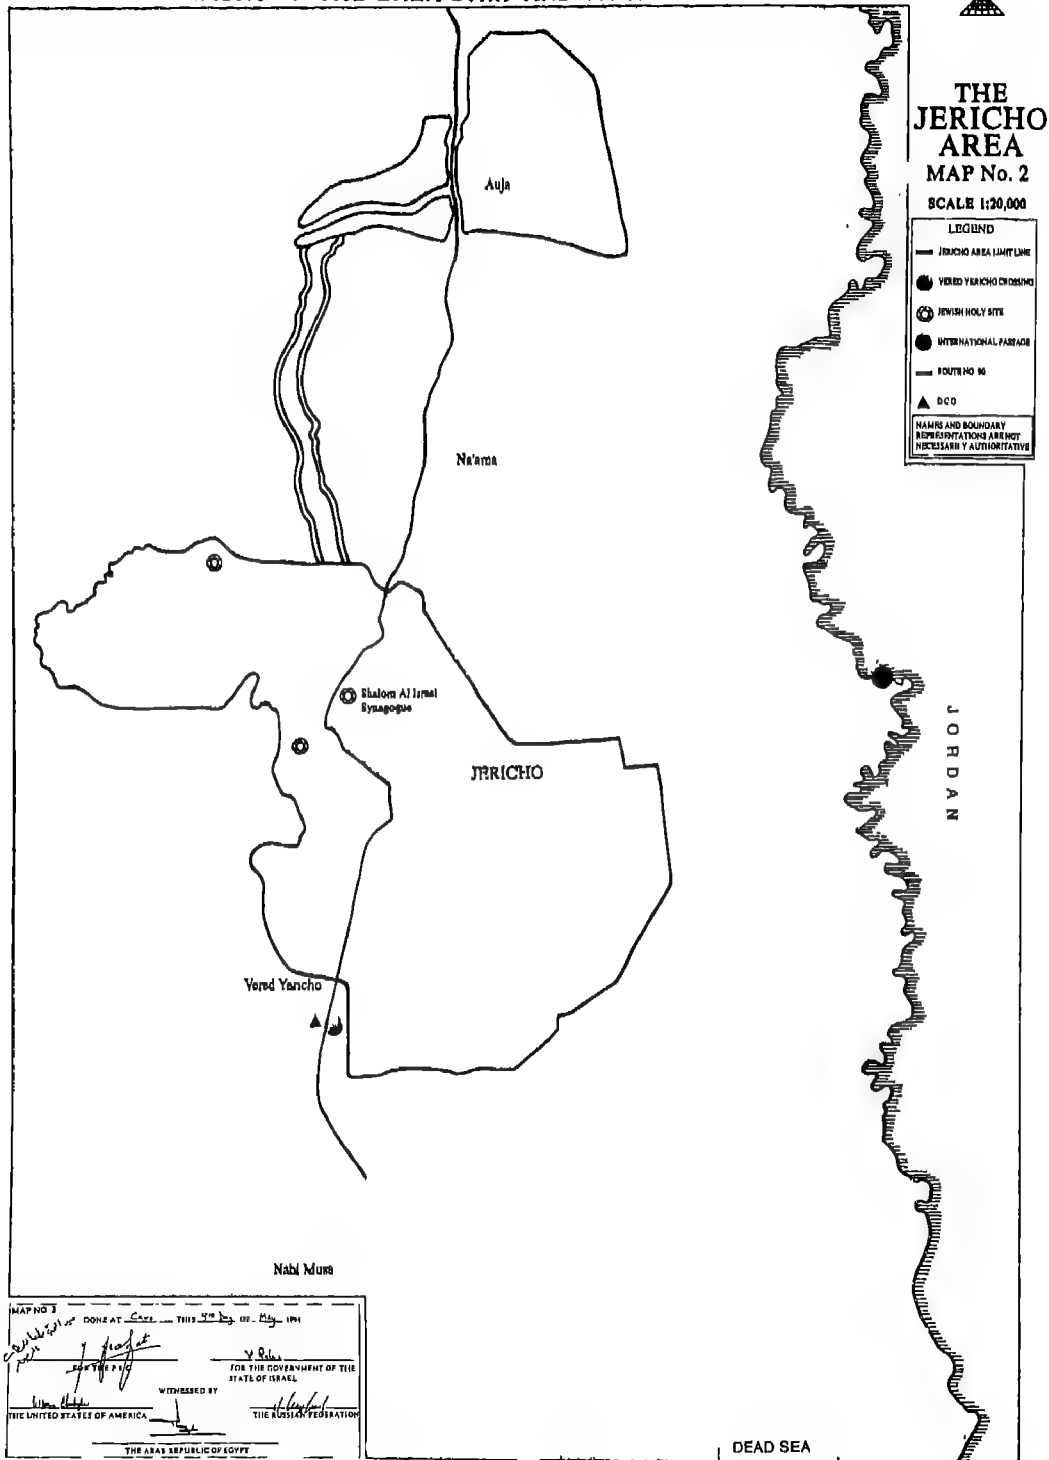 THE
JERICHO
AREA
MAP No. 2
SCALE 1:20,000
LEGEND
JERICHO AREA LIMIT LINE
VERED YERICHO CROSSING
JEWISH HOLY SITE
INTERNATIONAL PASSAGE
ROUTE NO 90
DCO
NAMES AND BOUNDARY
REPRESENTATIONS ARE NOT
NECESSARILY AUTHORITATIVE
Auja
Na'ama
Shalom Al Israel
Synagogue
JERICHO
JORDAN
Vered Yericho
Nabi Musa
MAP NO
DONE AT Cairo THIS 4th Day OF May 1994
FOR THE P L O
FOR THE GOVERNMENT OF THE
STATE OF ISRAEL
WITNESSED BY
THE UNITED STATES OF AMERICA
THE RUSSIAN FEDERATION
THE ARAB REPUBLIC OF EGYPT
DEAD SEA